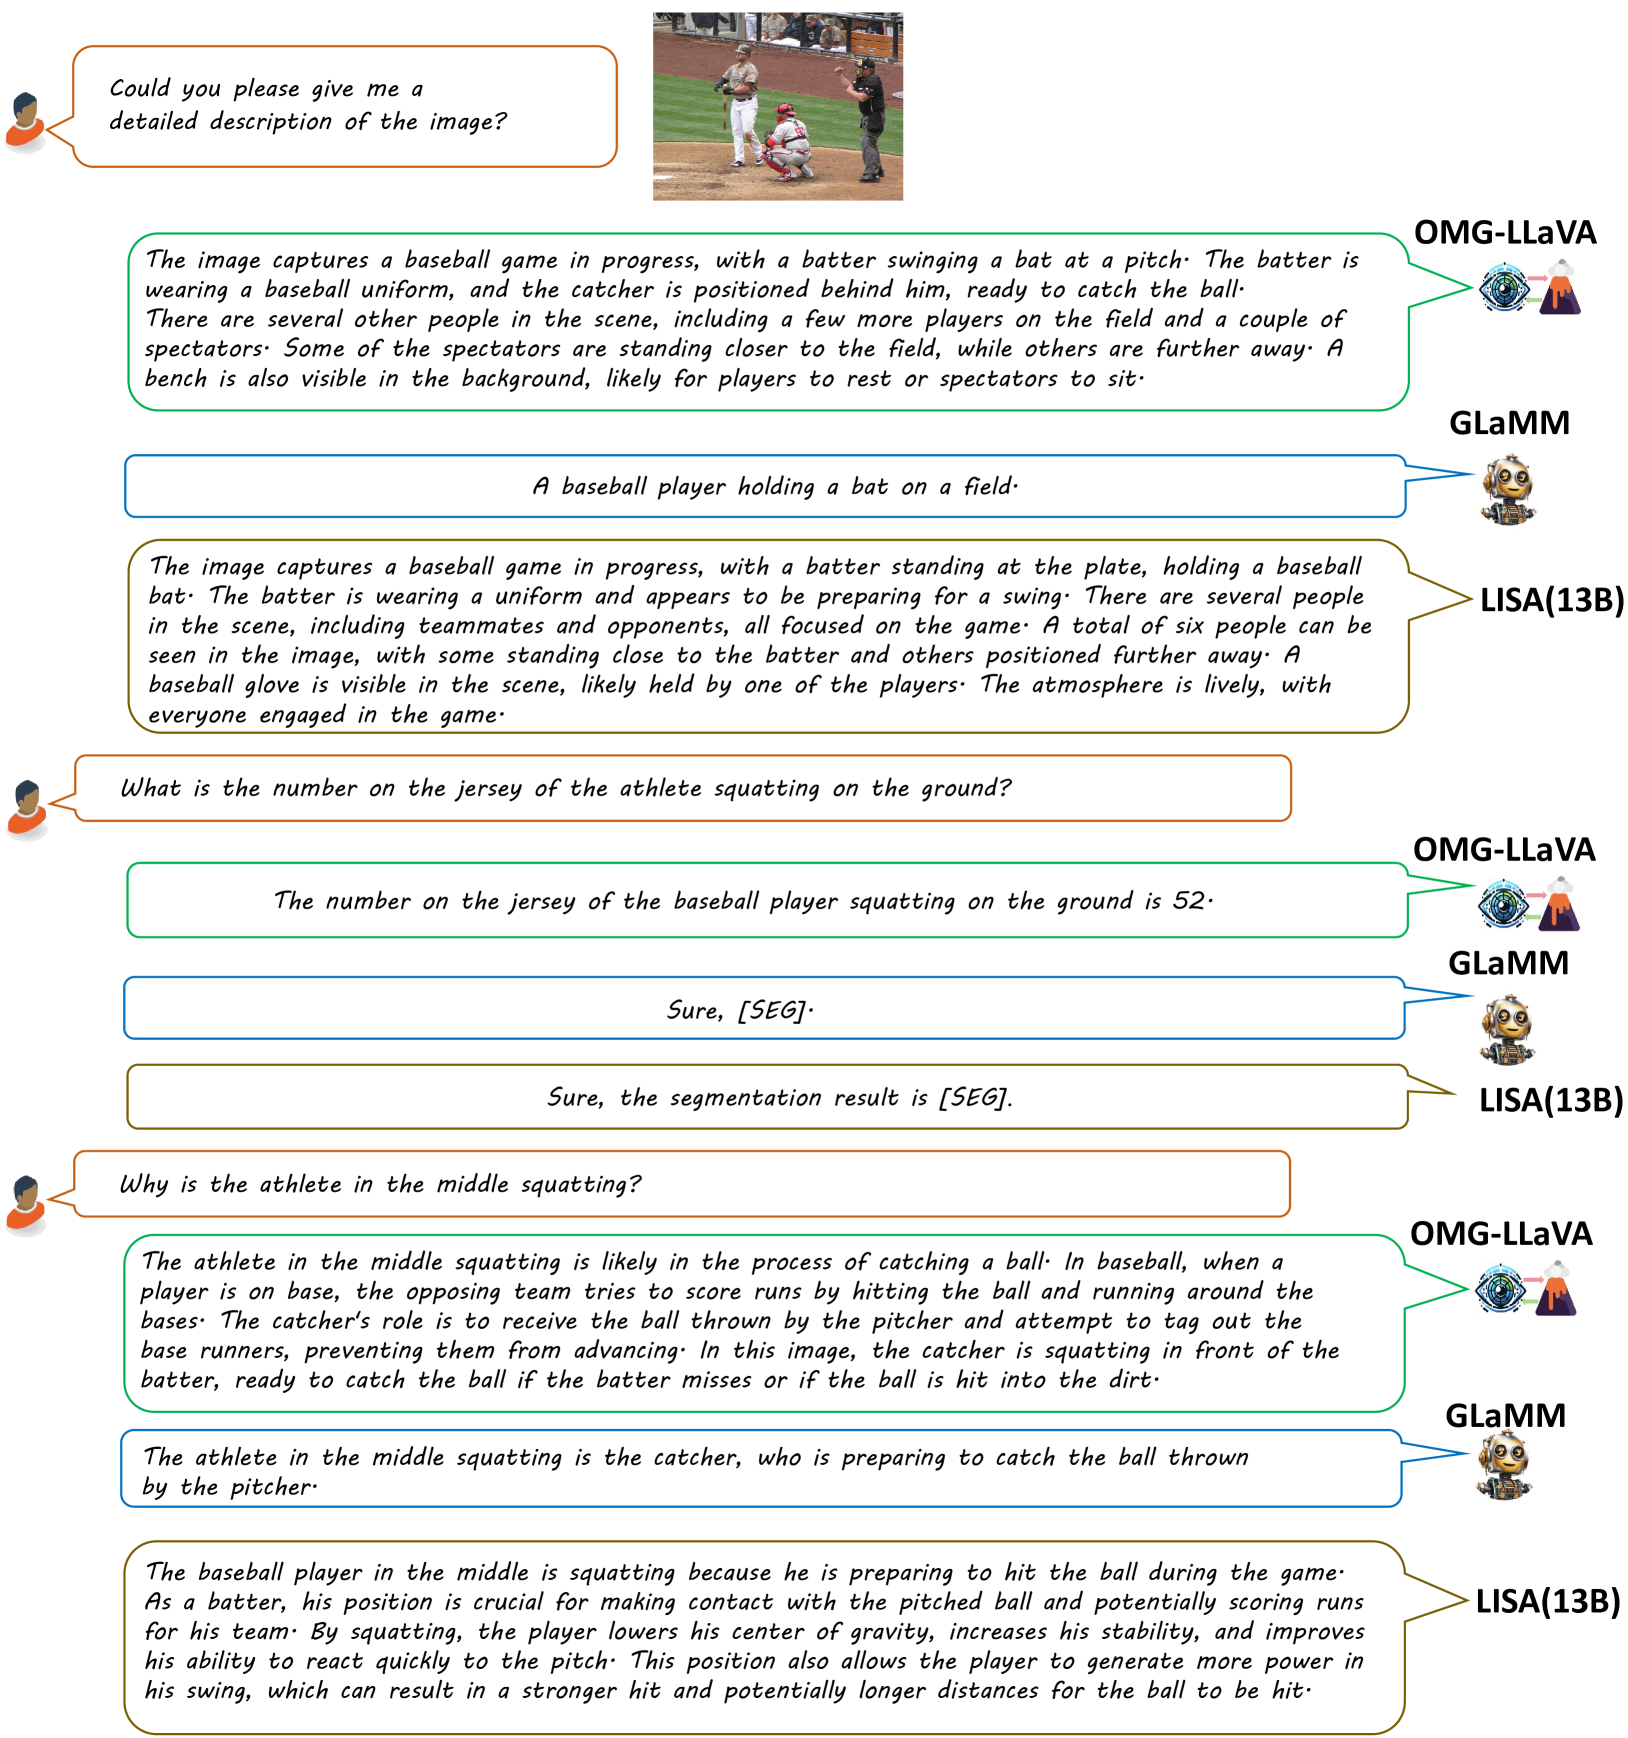 Could you please give me a
detailed description of the image?
OMG-LLaVA
The image captures a baseball game in progress, with a batter swinging a bat at a pitch. The batter is
wearing a baseball uniform, and the catcher is positioned behind him, ready to catch the ball.
There are several other people in the scene, including a few more players on the field and a couple of
spectators. Some of the spectators are standing closer to the field, while others are further away. A
bench is also visible in the background, likely for players to rest or spectators to sit.
GLaMM
A baseball player holding a bat on a field.
The image captures a baseball game in progress, with a batter standing at the plate, holding a baseball
bat. The batter is wearing a uniform and appears to be preparing for a swing. There are several people
in the scene, including teammates and opponents, all focused on the game. A total of six people can be
seen in the image, with some standing close to the batter and others positioned further away. A
baseball glove is visible in the scene, likely held by one of the players. The atmosphere is lively, with
everyone engaged in the game.
LISA(13B)
What is the number on the jersey of the athlete squatting on the ground?
OMG-LLaVA
The number on the jersey of the baseball player squatting on the ground is 52.
GLaMM
Sure, [SEG].
Sure, the segmentation result is [SEG].
LISA(13B)
Why is the athlete in the middle squatting?
OMG-LLaVA
The athlete in the middle squatting is likely in the process of catching a ball. In baseball, when a
player is on base, the opposing team tries to score runs by hitting the ball and running around the
bases. The catcher's role is to receive the ball thrown by the pitcher and attempt to tag out the
base runners, preventing them from advancing. In this image, the catcher is squatting in front of the
batter, ready to catch the ball if the batter misses or if the ball is hit into the dirt.
GLaMM
The athlete in the middle squatting is the catcher, who is preparing to catch the ball thrown
by the pitcher.
The baseball player in the middle is squatting because he is preparing to hit the ball during the game.
As a batter, his position is crucial for making contact with the pitched ball and potentially scoring runs
for his team. By squatting, the player lowers his center of gravity, increases his stability, and improves
his ability to react quickly to the pitch. This position also allows the player to generate more power in
his swing, which can result in a stronger hit and potentially longer distances for the ball to be hit.
LISA(13B)